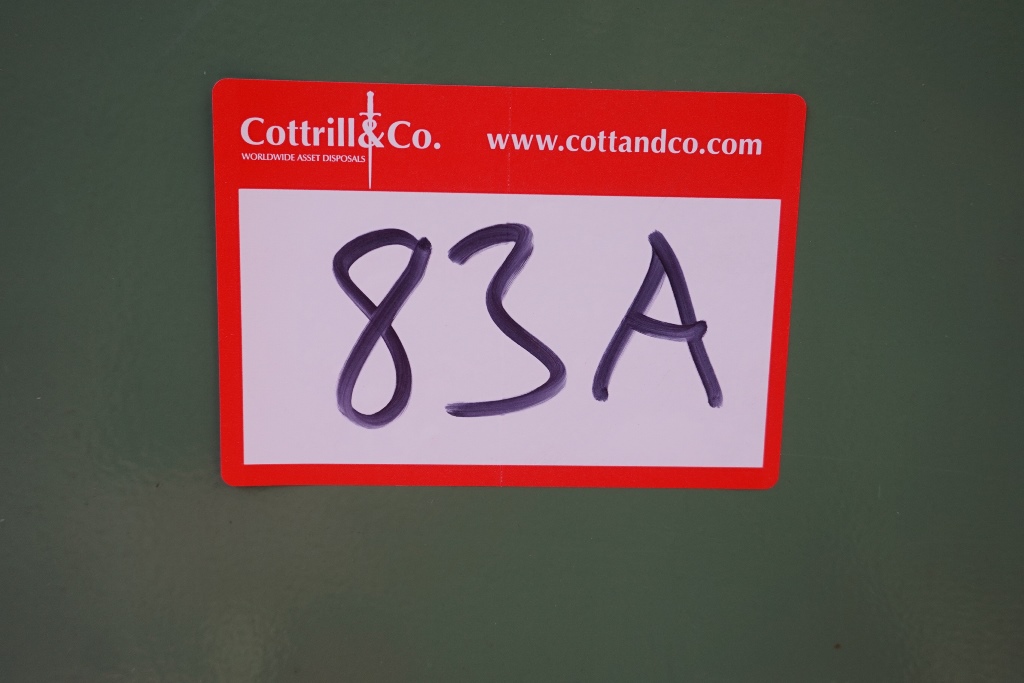 Cottrill&Co. www.cottandco.com
WORLDWIDE ASSET DISPOSALS
83A